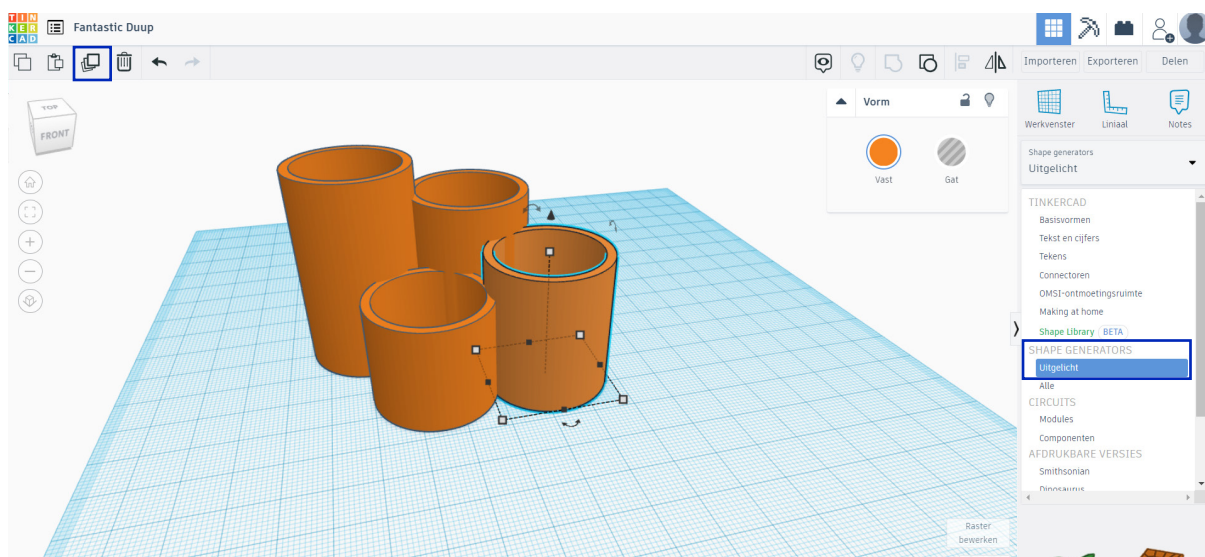 TIN
KER
CAD
Fantastic Duup
Importeren Exporteren Delen
TOP
FRONT
Vorm
Vast Gat
Werkvenster Liniaal Notes
Shape generators
Uitgelicht
TINKERCAD
Basisvormen
Tekst en cijfers
Tekens
Connectoren
OMSI-ontmoetingsruimte
Making at home
Shape Library BETA
SHAPE GENERATORS
Uitgelicht
Alle
CIRCUITS
Modules
Componenten
AFDRUKBARE VERSIES
Smithsonian
Dinosaurus
Raster
bewerken